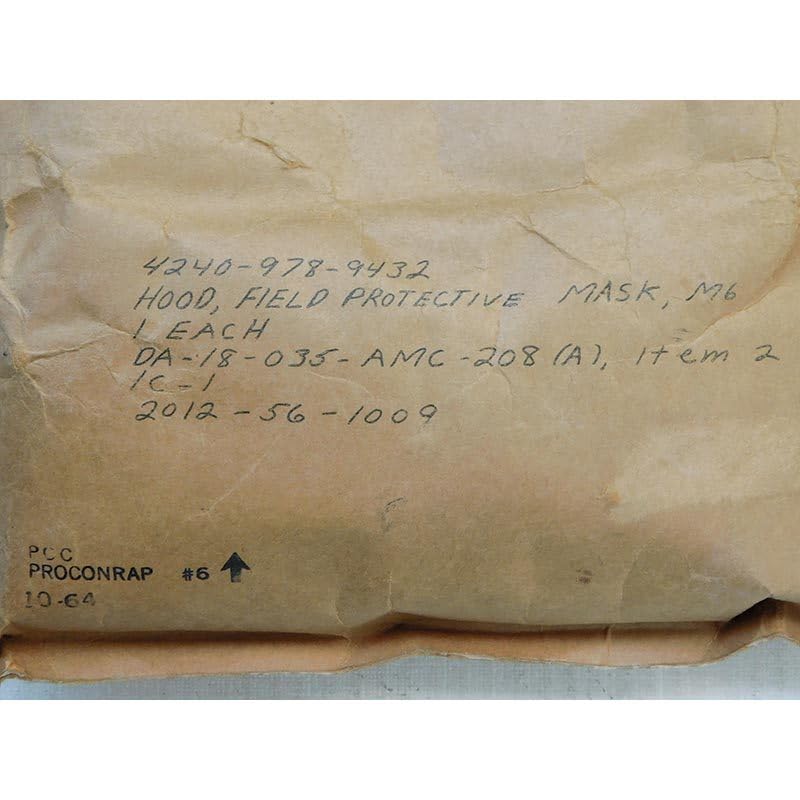 4240-978-9432
HOOD, FIELD PROTECTIVE MASK, M6
1 EACH
DA-18-035-AMC-208 (A), Item 2
1C-1
2012-56-1009
PCC
PROCONRAP #6
10-64